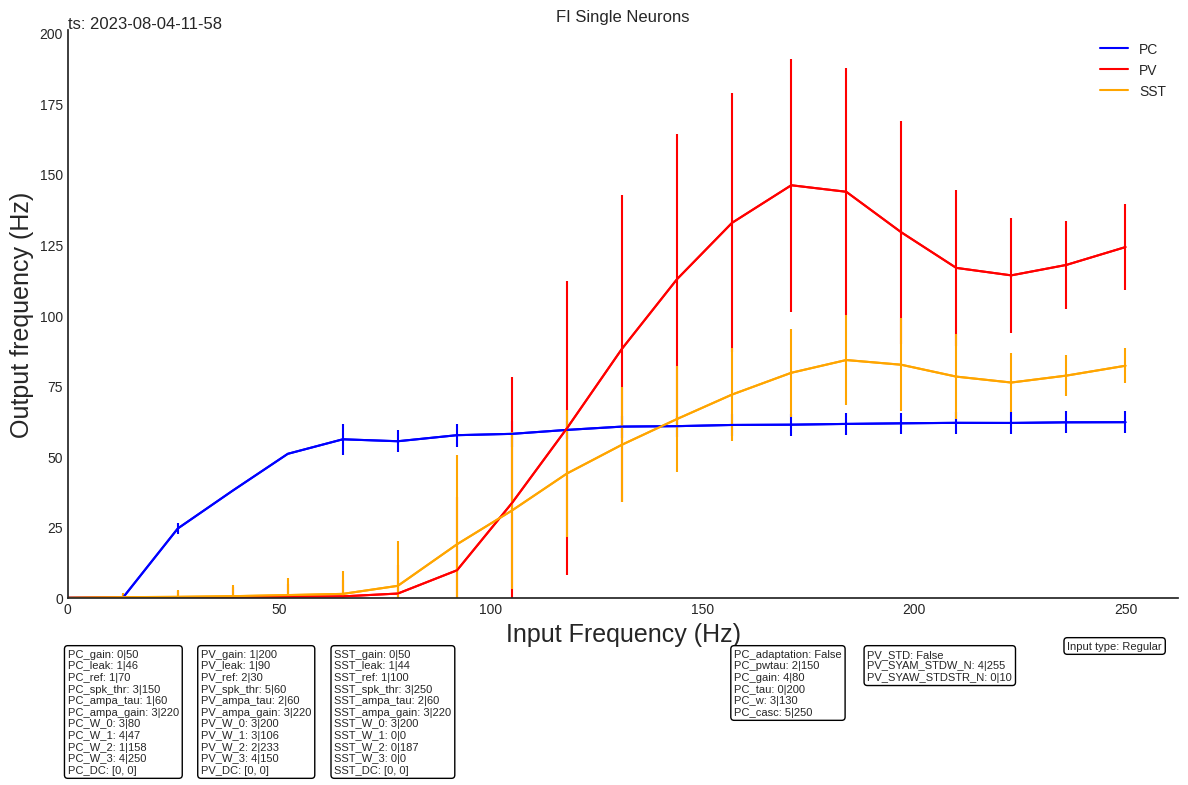 FI Single Neurons
ts: 2023-08-04-11-58
PC
PV
SST
Output frequency (Hz)
200
175
150
125
100
75
50
25
0
0 50 100 150 200 250
Input Frequency (Hz)
PC_gain: 0|50
PC_leak: 1|46
PC_ref: 1|70
PC_spk_thr: 3|150
PC_ampa_tau: 1|60
PC_ampa_gain: 3|220
PC_W_0: 3|80
PC_W_1: 4|47
PC_W_2: 1|158
PC_W_3: 4|250
PC_DC: [0, 0]
PV_gain: 1|200
PV_leak: 1|90
PV_ref: 2|30
PV_spk_thr: 5|60
PV_ampa_tau: 2|60
PV_ampa_gain: 3|220
PV_W_0: 3|200
PV_W_1: 3|106
PV_W_2: 2|233
PV_W_3: 4|150
PV_DC: [0, 0]
SST_gain: 0|50
SST_leak: 1|44
SST_ref: 1|100
SST_spk_thr: 3|250
SST_ampa_tau: 2|60
SST_ampa_gain: 3|220
SST_W_0: 3|200
SST_W_1: 0|0
SST_W_2: 0|187
SST_W_3: 0|0
SST_DC: [0, 0]
PC_adaptation: False
PC_pwtau: 2|150
PC_gain: 4|80
PC_tau: 0|200
PC_w: 3|130
PC_casc: 5|250
PV_STD: False
PV_SYAM_STDW_N: 4|255
PV_SYAW_STDSTR_N: 0|10
Input type: Regular